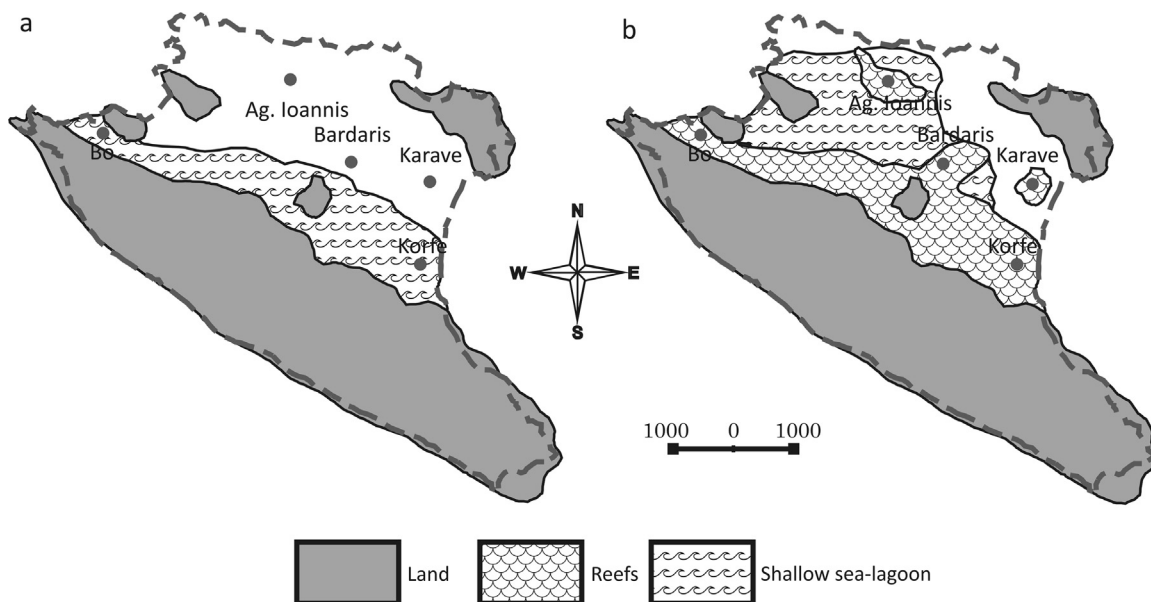 a
Ag. Ioannis
Bardaris
Karave
Bo
Korfe
b
Ag. Ioannis
Bardaris
Karave
Bo
Korfe
N
W
E
S
1000 0 1000
Land
Reefs
Shallow sea-lagoon